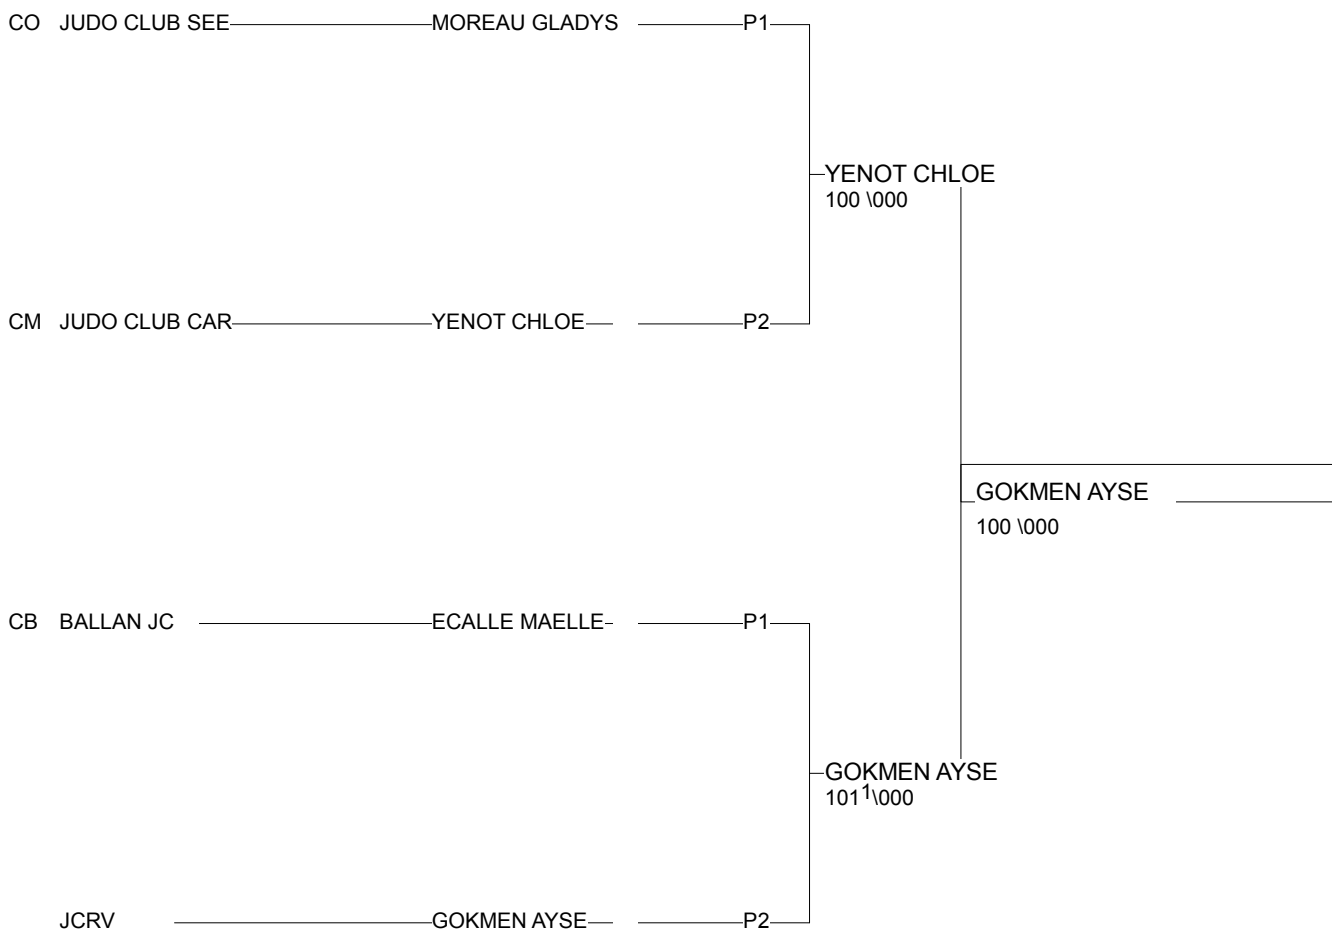 CO JUDO CLUB SEE MOREAU GLADYS P1
YENOT CHLOE
100 \000
CM JUDO CLUB CAR YENOT CHLOE P2
GOKMEN AYSE
100 \000
CB BALLAN JC ECALLE MAELLE P1
GOKMEN AYSE
101¹\000
JCRV GOKMEN AYSE P2